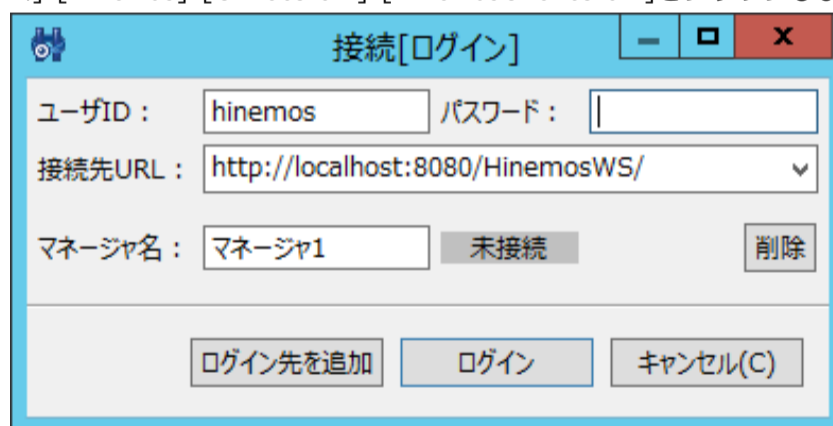 接続[ログイン]
ユーザID： hinemos パスワード：
接続先URL： http://localhost:8080/HinemosWS/
マネージャ名： マネージャ1 未接続 削除
ログイン先を追加 ログイン キャンセル(C)